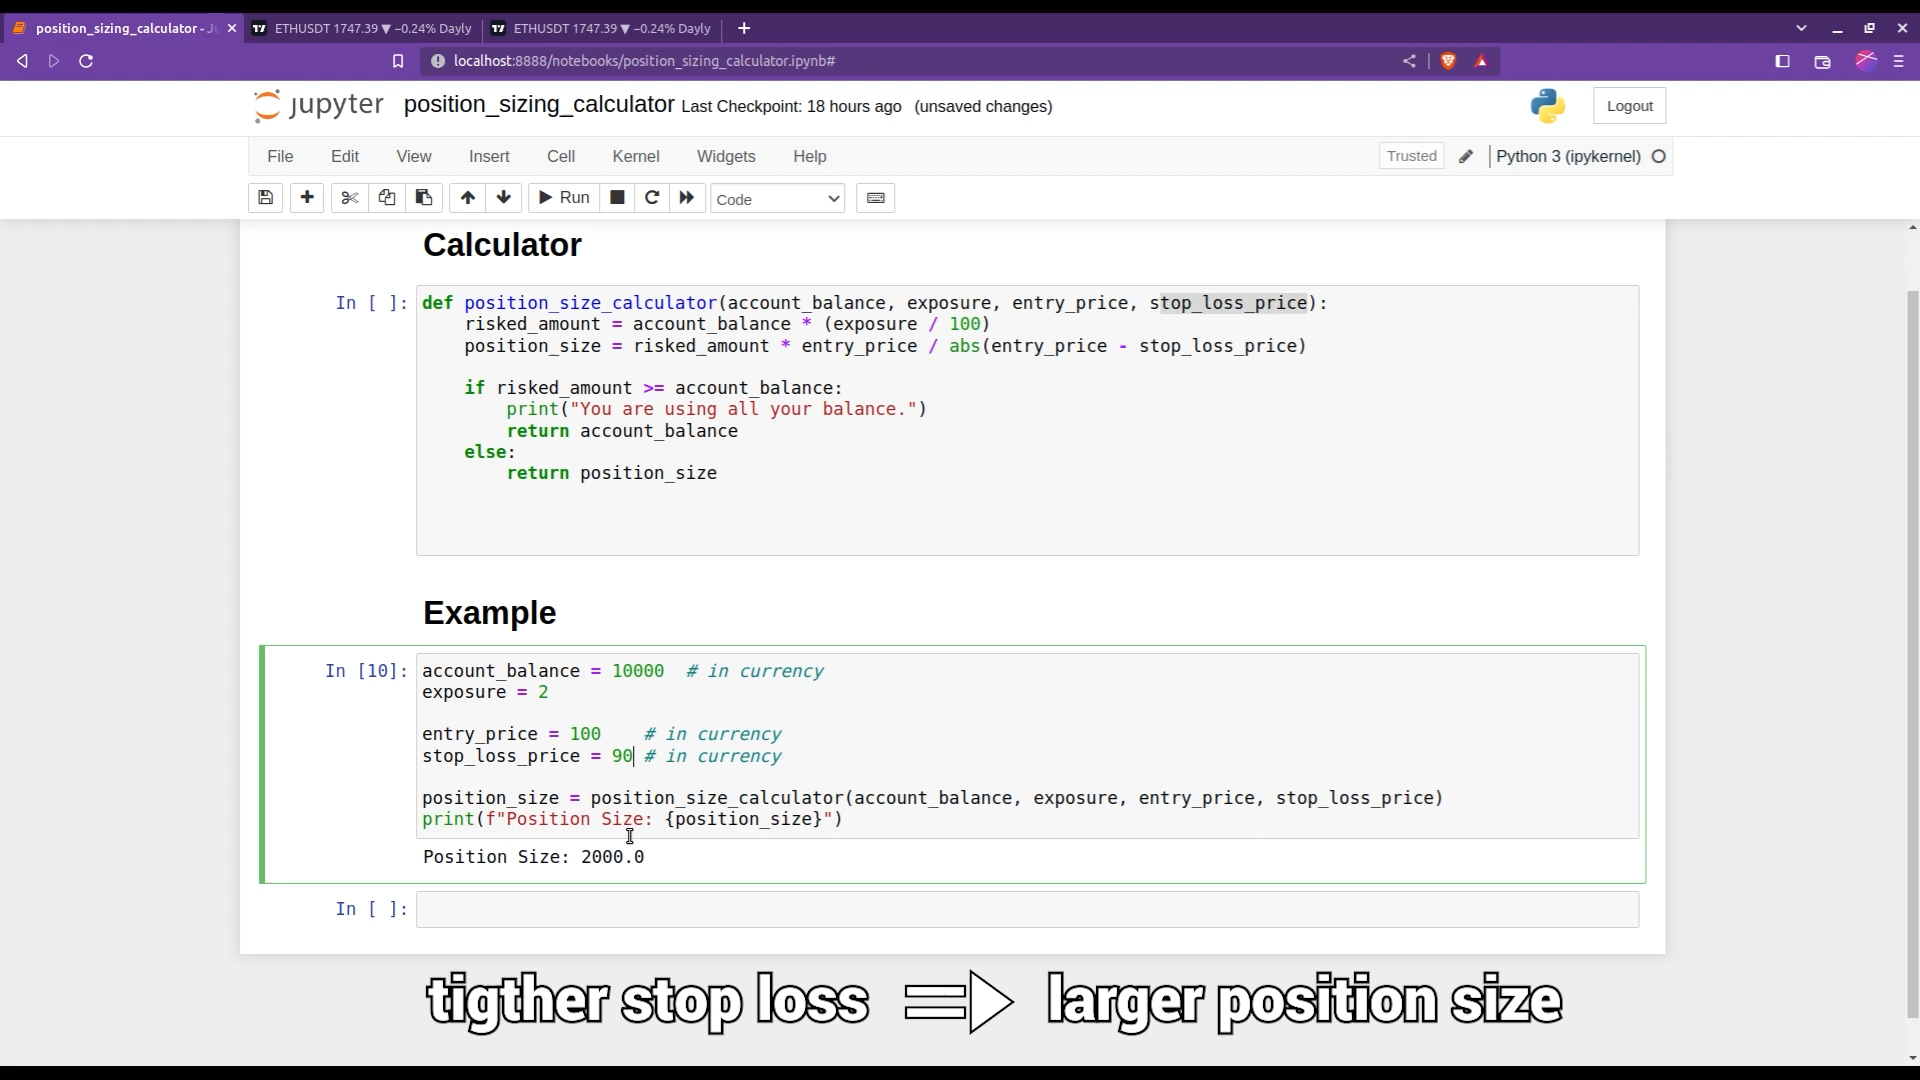 position_sizing_calculator - Ju
ETHUSDT 1747.39 ▼ −0.24% Dayly
ETHUSDT 1747.39 ▼ −0.24% Dayly
localhost:8888/notebooks/position_sizing_calculator.ipynb#
jupyter position_sizing_calculator Last Checkpoint: 18 hours ago (unsaved changes)
Logout
File Edit View Insert Cell Kernel Widgets Help
Trusted Python 3 (ipykernel)
Run Code
Calculator
In [ ]: def position_size_calculator(account_balance, exposure, entry_price, stop_loss_price):
    risked_amount = account_balance * (exposure / 100)
    position_size = risked_amount * entry_price / abs(entry_price - stop_loss_price)
    if risked_amount >= account_balance:
        print("You are using all your balance.")
        return account_balance
    else:
        return position_size
Example
In [10]: account_balance = 10000  # in currency
exposure = 2
entry_price = 100    # in currency
stop_loss_price = 90 # in currency
position_size = position_size_calculator(account_balance, exposure, entry_price, stop_loss_price)
print(f"Position Size: {position_size}")
Position Size: 2000.0
In [ ]:
tigther stop loss => larger position size